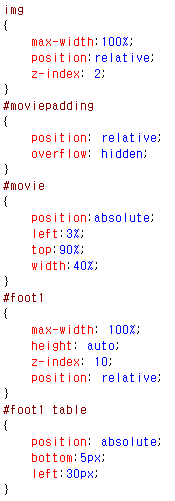 img
{
max-width:100%;
position:relative;
z-index: 2;
}
#moviepadding
{
position: relative;
overflow: hidden;
}
#movie
{
position:absolute;
left:3%;
top:90%;
width:40%;
}
#foot1
{
max-width: 100%;
height: auto;
z-index: 10;
position: relative;
}
#foot1 table
{
position: absolute;
bottom:5px;
left:30px;
}